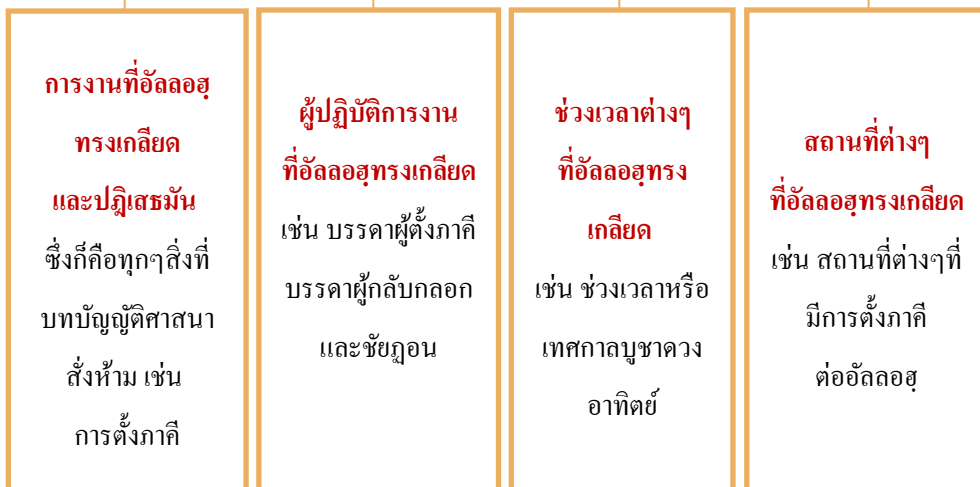 การงานที่อัลลอฮฺ
ทรงเกลียด
และปฎิเสธมัน
ซึ่งก็คือทุกๆสิ่งที่
บทบัญญัติศาสนา
สั่งห้าม เช่น
การตั้งภาคี
ผู้ปฏิบัติการงาน
ที่อัลลอฮฺทรงเกลียด
เช่น บรรดาผู้ตั้งภาคี
บรรดาผู้กลับกลอก
และชัยฏอน
ช่วงเวลาต่างๆ
ที่อัลลอฮฺทรง
เกลียด
เช่น ช่วงเวลาหรือ
เทศกาลบูชาดวง
อาทิตย์
สถานที่ต่างๆ
ที่อัลลอฮฺทรงเกลียด
เช่น สถานที่ต่างๆที่
มีการตั้งภาคี
ต่ออัลลอฮฺ